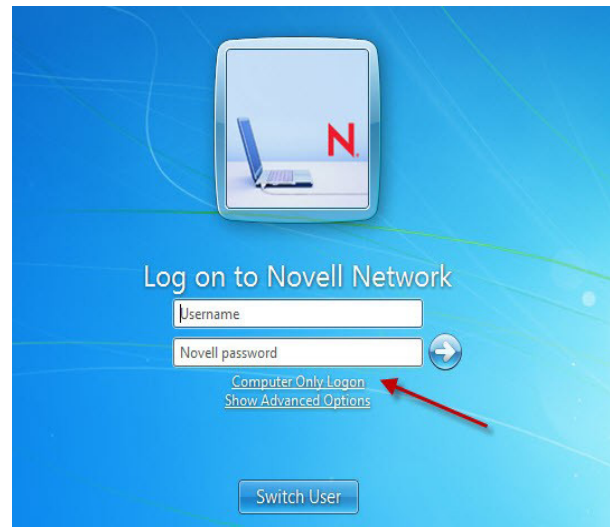 N.
Log on to Novell Network
Username
Novell password
Computer Only Logon
Show Advanced Options
Switch User